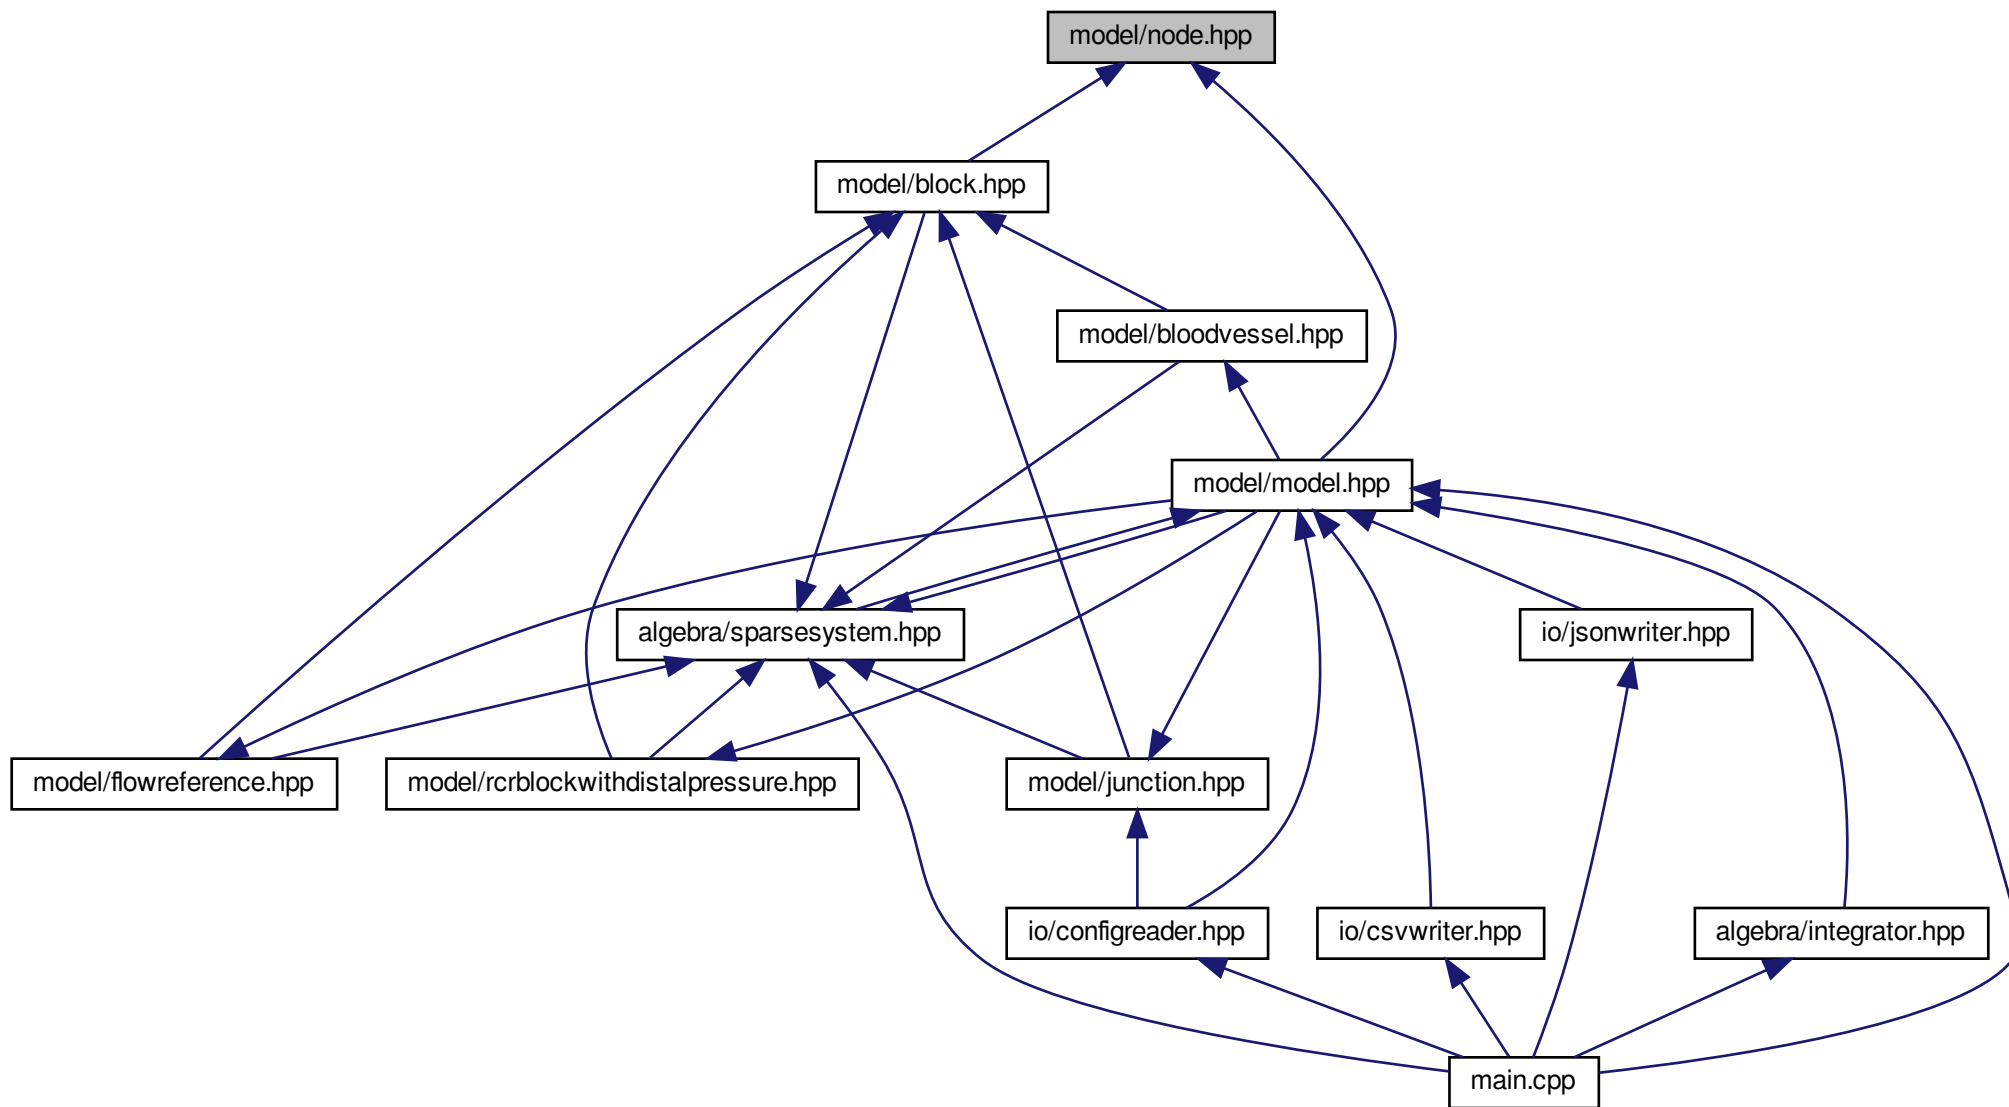 model/node.hpp
model/block.hpp
model/bloodvessel.hpp
model/model.hpp
algebra/sparsesystem.hpp
io/jsonwriter.hpp
model/flowreference.hpp
model/rcrblockwithdistalpressure.hpp
model/junction.hpp
io/configreader.hpp
io/csvwriter.hpp
algebra/integrator.hpp
main.cpp